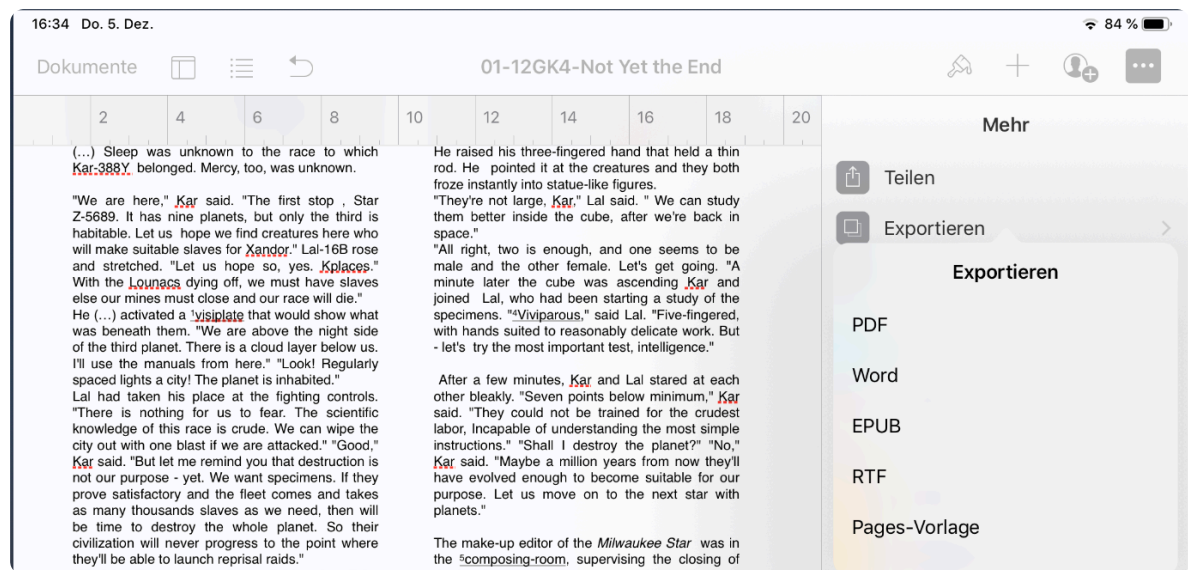 16:34 Do. 5. Dez.
84 %
Dokumente
01-12GK4-Not Yet the End
2 4 6 8 10 12 14 16 18 20
(...) Sleep was unknown to the race to which
Kar-388Y belonged. Mercy, too, was unknown.
"We are here," Kar said. "The first stop , Star
Z-5689. It has nine planets, but only the third is
habitable. Let us hope we find creatures here who
will make suitable slaves for Xandor." Lal-16B rose
and stretched. "Let us hope so, yes. Kplaces."
With the Lounacs dying off, we must have slaves
else our mines must close and our race will die."
He (...) activated a ¹visiplate that would show what
was beneath them. "We are above the night side
of the third planet. There is a cloud layer below us.
I'll use the manuals from here." "Look! Regularly
spaced lights a city! The planet is inhabited."
Lal had taken his place at the fighting controls.
"There is nothing for us to fear. The scientific
knowledge of this race is crude. We can wipe the
city out with one blast if we are attacked." "Good,"
Kar said. "But let me remind you that destruction is
not our purpose - yet. We want specimens. If they
prove satisfactory and the fleet comes and takes
as many thousands slaves as we need, then will
be time to destroy the whole planet. So their
civilization will never progress to the point where
they'll be able to launch reprisal raids."
He raised his three-fingered hand that held a thin
rod. He pointed it at the creatures and they both
froze instantly into statue-like figures.
"They're not large, Kar," Lal said. " We can study
them better inside the cube, after we're back in
space."
"All right, two is enough, and one seems to be
male and the other female. Let's get going. "A
minute later the cube was ascending Kar and
joined Lal, who had been starting a study of the
specimens. "⁴Viviparous," said Lal. "Five-fingered,
with hands suited to reasonably delicate work. But
- let's try the most important test, intelligence."
After a few minutes, Kar and Lal stared at each
other bleakly. "Seven points below minimum," Kar
said. "They could not be trained for the crudest
labor, Incapable of understanding the most simple
instructions." "Shall I destroy the planet?" "No,"
Kar said. "Maybe a million years from now they'll
have evolved enough to become suitable for our
purpose. Let us move on to the next star with
planets."
The make-up editor of the Milwaukee Star was in
the ⁵composing-room, supervising the closing of
Mehr
Teilen
Exportieren
Exportieren
PDF
Word
EPUB
RTF
Pages-Vorlage